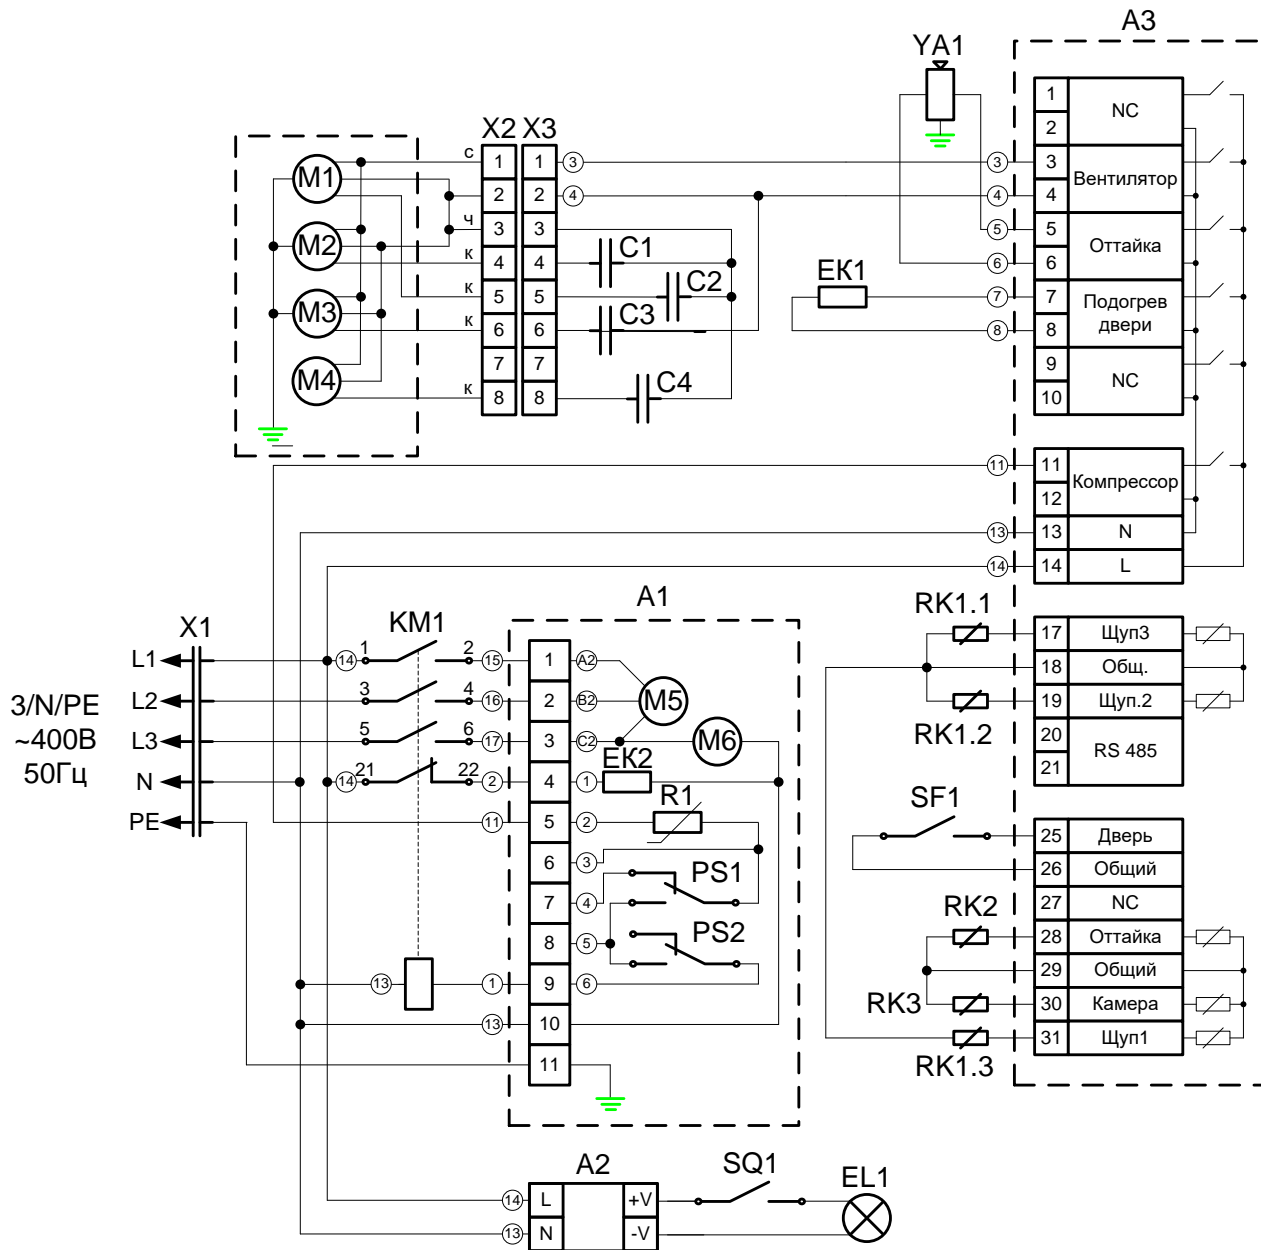 A3
YA1
1
NC
2
X2 X3
с 1 1 3
3 3
Вентилятор
M1
2 2 4
4 4
ч 3 3
5 5
Оттайка
M2
к 4 4 C1
6 6
EK1
C2
к 5 5
7 7
Подогрев
двери
M3
C3
к 6 6
8 8
7 7
9
NC
M4
C4
к 8 8
10
11 11
Компрессор
12
13 13 N
14 14 L
A1
X1
KM1
RK1.1
17 Щуп3
L1
14 1 2 15 1 A2
18 Общ.
3/N/PE
~400В
50Гц
L2
3 4 16 2 B2
M5
19 Щуп.2
RK1.2
L3
5 6 17 3 C2
M6
20
RS 485
21
N
14 21 22 2 4 1
EK2
PE
11 5 2
R1
SF1
25 Дверь
6 3
26 Общий
7 4
PS1
27 NC
RK2
28 Оттайка
8 5
PS2
29 Общий
13 1 9 6
RK3
30 Камера
13 10
31 Щуп1
RK1.3
11
A2
SQ1
EL1
14 L +V
13 N -V